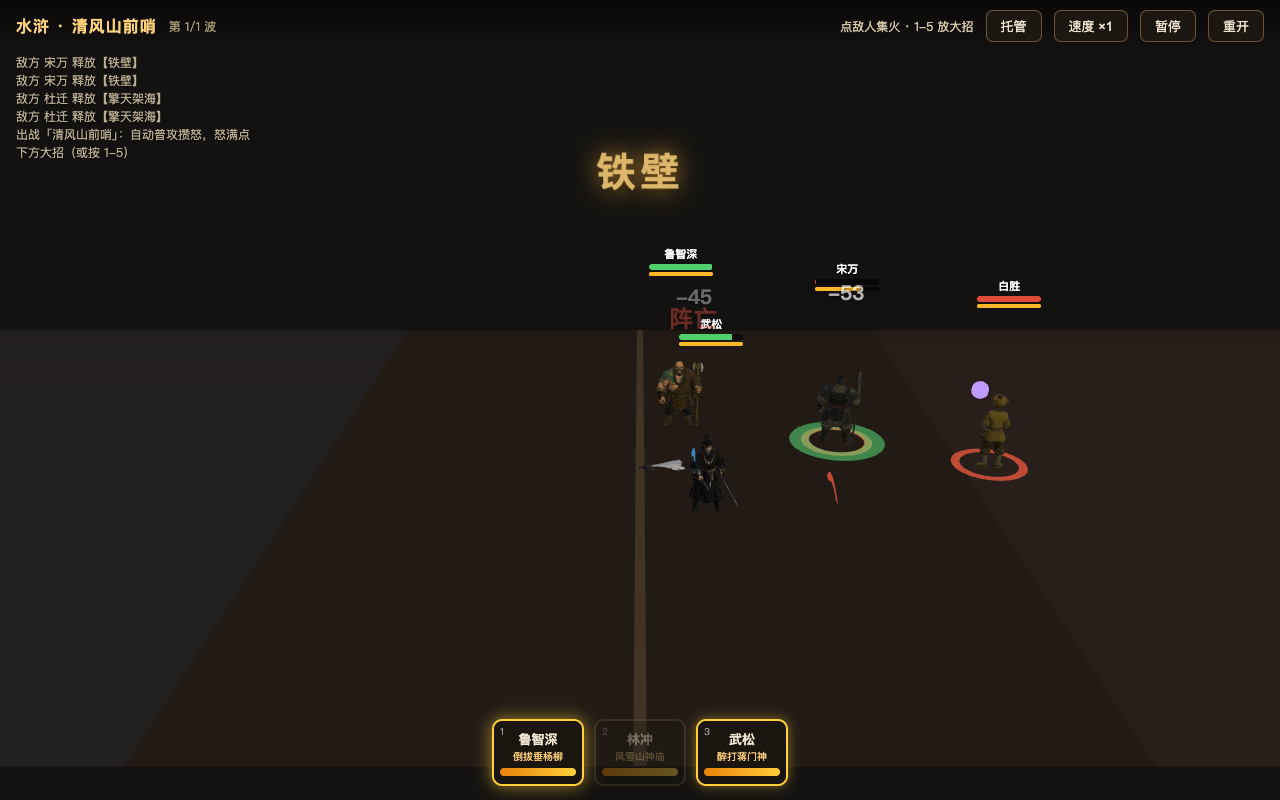 水浒 · 清风山前哨 第 1/1 波
点敌人集火 · 1–5 放大招
托管
速度 ×1
暂停
重开
敌方 宋万 释放【铁壁】
敌方 宋万 释放【铁壁】
敌方 杜迁 释放【擎天架海】
敌方 杜迁 释放【擎天架海】
出战「清风山前哨」：自动普攻攒怒，怒满点
下方大招（或按 1–5）
铁壁
鲁智深
宋万
白胜
−45
−53
阵亡
武松
1
鲁智深
倒拔垂杨柳
2
林冲
风雪山神庙
3
武松
醉打蒋门神